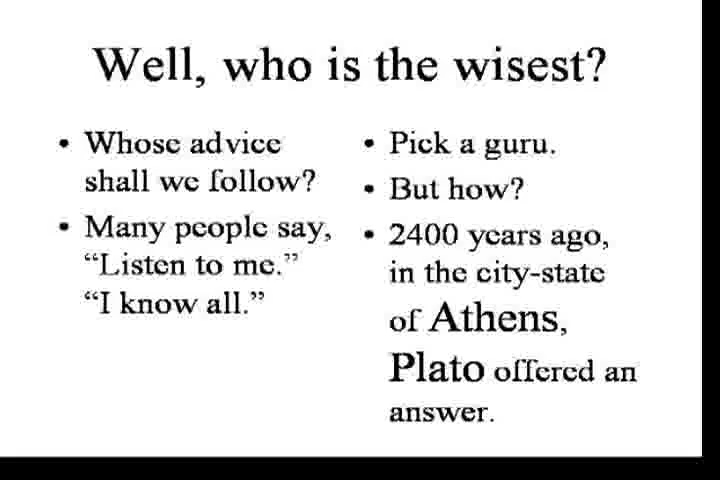 Well, who is the wisest?
• Whose advice
shall we follow?
• Many people say,
“Listen to me.”
“I know all.”
• Pick a guru.
• But how?
• 2400 years ago,
in the city-state
of Athens,
Plato offered an
answer.